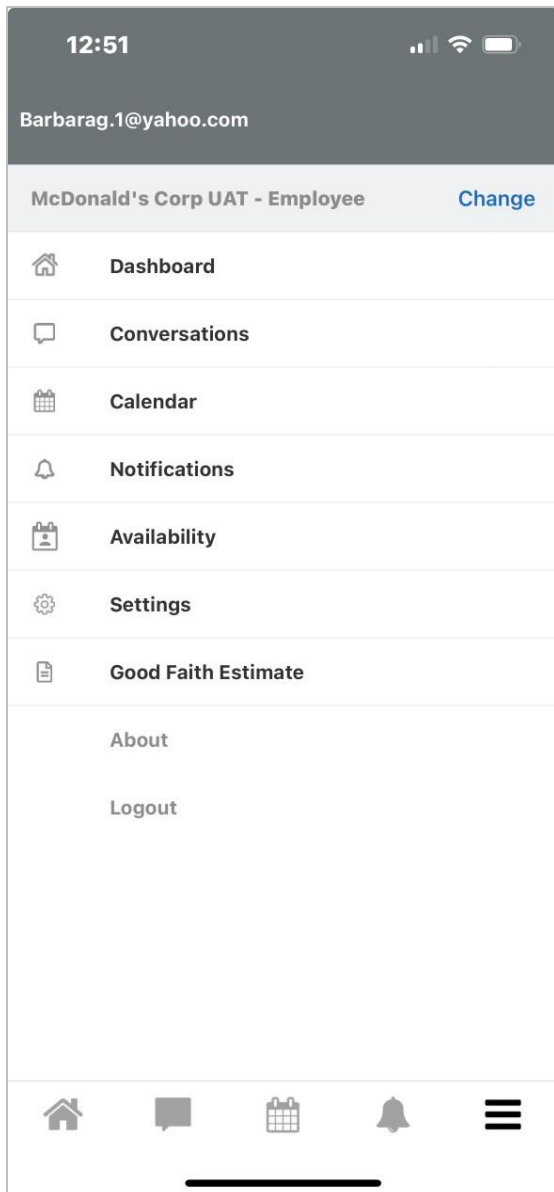 12:51
Barbarag.1@yahoo.com
McDonald's Corp UAT - Employee Change
Dashboard
Conversations
Calendar
Notifications
Availability
Settings
Good Faith Estimate
About
Logout